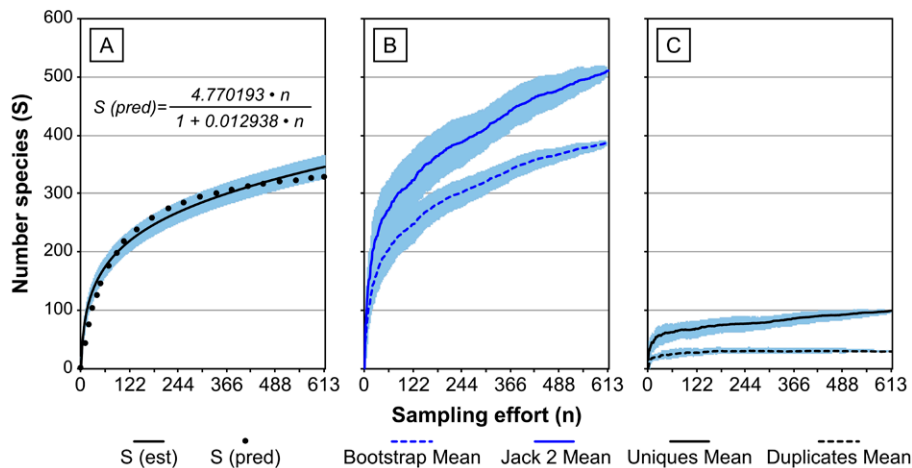 600
500
400
300
200
100
0
Number species (S)
A
S (pred)= 4.770193 • n
1 + 0.012938 • n
B
C
0 122 244 366 488 613
0 122 244 366 488 613
0 122 244 366 488 613
Sampling effort (n)
S (est) S (pred) Bootstrap Mean Jack 2 Mean Uniques Mean Duplicates Mean